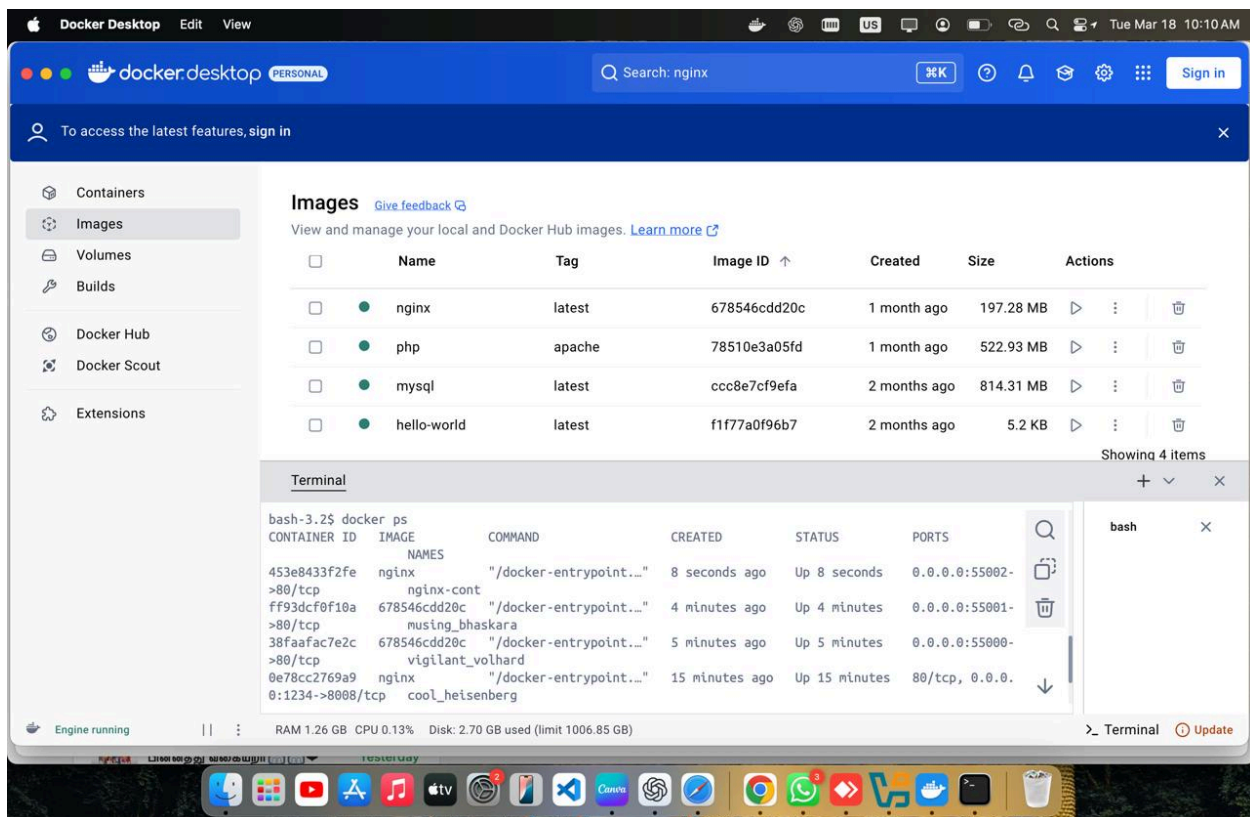 Docker Desktop Edit View US Tue Mar 18 10:10 AM
docker.desktop PERSONAL Search: nginx ⌘K Sign in
To access the latest features, sign in
Containers
Images
Volumes
Builds
Docker Hub
Docker Scout
Extensions
Images Give feedback
View and manage your local and Docker Hub images. Learn more
Name Tag Image ID Created Size Actions
nginx latest 678546cdd20c 1 month ago 197.28 MB
php apache 78510e3a05fd 1 month ago 522.93 MB
mysql latest ccc8e7cf9efa 2 months ago 814.31 MB
hello-world latest f1f77a0f96b7 2 months ago 5.2 KB
Showing 4 items
Terminal
bash-3.2$ docker ps
CONTAINER ID IMAGE COMMAND CREATED STATUS PORTS
NAMES
453e8433f2fe nginx "/docker-entrypoint.…" 8 seconds ago Up 8 seconds 0.0.0.0:55002-
>80/tcp nginx-cont
ff93dcf0f10a 678546cdd20c "/docker-entrypoint.…" 4 minutes ago Up 4 minutes 0.0.0.0:55001-
>80/tcp musing_bhaskara
38faafac7e2c 678546cdd20c "/docker-entrypoint.…" 5 minutes ago Up 5 minutes 0.0.0.0:55000-
>80/tcp vigilant_volhard
0e78cc2769a9 nginx "/docker-entrypoint.…" 15 minutes ago Up 15 minutes 80/tcp, 0.0.0.
0:1234->8008/tcp cool_heisenberg
bash
Engine running RAM 1.26 GB CPU 0.13% Disk: 2.70 GB used (limit 1006.85 GB) Terminal Update
Yesterday
tv 2 Canva 3